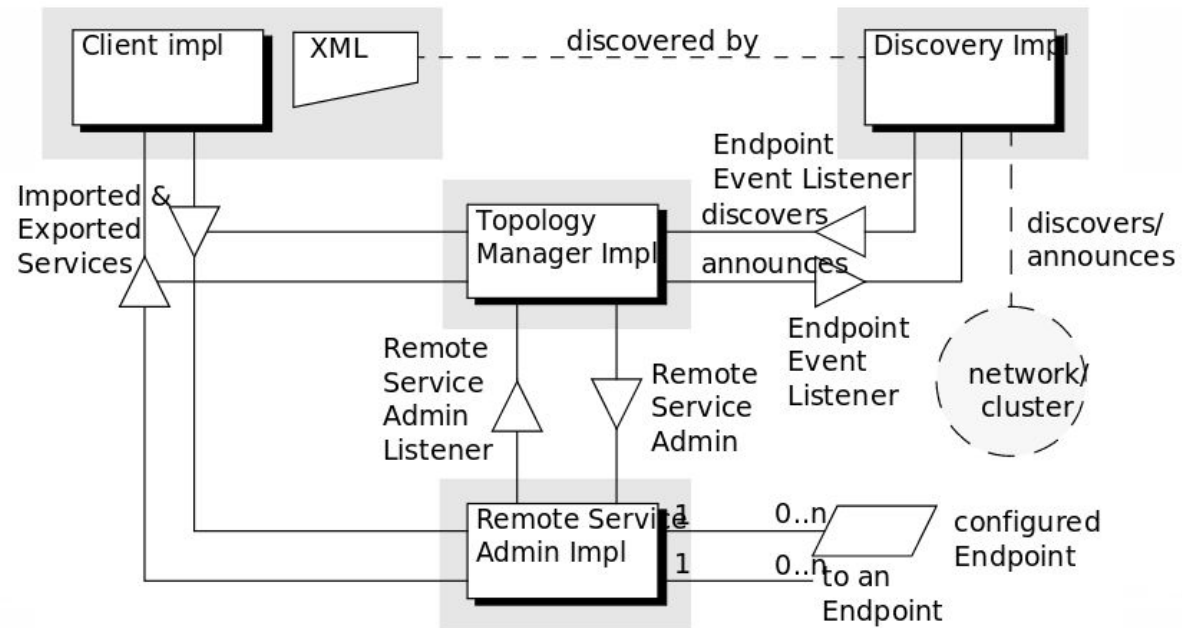 Client impl
XML
discovered by
Discovery Impl
Endpoint
Event Listener
Imported &
Exported
Services
Topology
Manager Impl
discovers
announces
discovers/
announces
Endpoint
Event
Listener
network/
cluster
Remote
Service
Admin
Listener
Remote
Service
Admin
Remote Service
Admin Impl
1
0..n
configured
Endpoint
1
0..n
to an
Endpoint